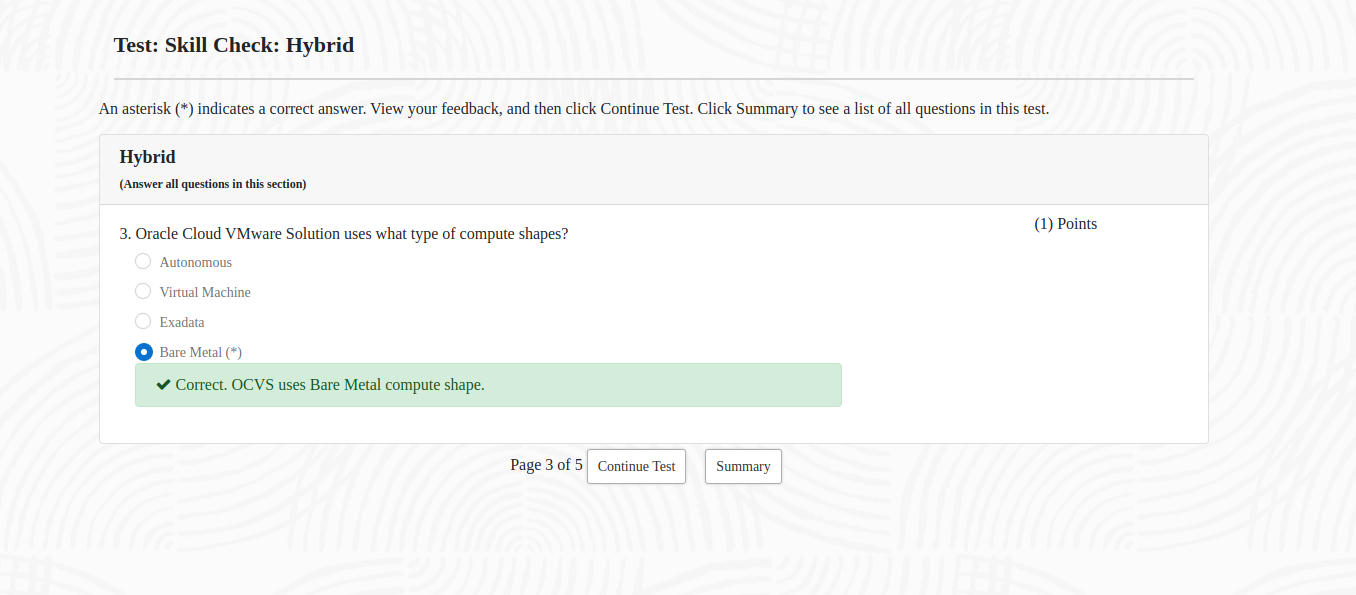 Test: Skill Check: Hybrid
An asterisk (*) indicates a correct answer. View your feedback, and then click Continue Test. Click Summary to see a list of all questions in this test.
Hybrid
(Answer all questions in this section)
3. Oracle Cloud VMware Solution uses what type of compute shapes?
(1) Points
Autonomous
Virtual Machine
Exadata
Bare Metal (*)
Correct. OCVS uses Bare Metal compute shape.
Page 3 of 5 Continue Test Summary